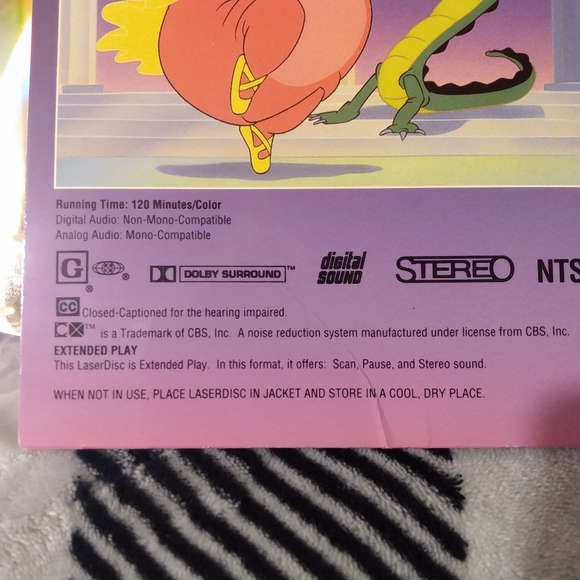 Running Time: 120 Minutes/Color
Digital Audio: Non-Mono-Compatible
Analog Audio: Mono-Compatible
G ® ® DOLBY SURROUND™ digital SOUND STEREO NTS
CC Closed-Captioned for the hearing impaired.
CX™ is a Trademark of CBS, Inc. A noise reduction system manufactured under license from CBS, Inc.
EXTENDED PLAY
This LaserDisc is Extended Play. In this format, it offers: Scan, Pause, and Stereo sound.
WHEN NOT IN USE, PLACE LASERDISC IN JACKET AND STORE IN A COOL, DRY PLACE.